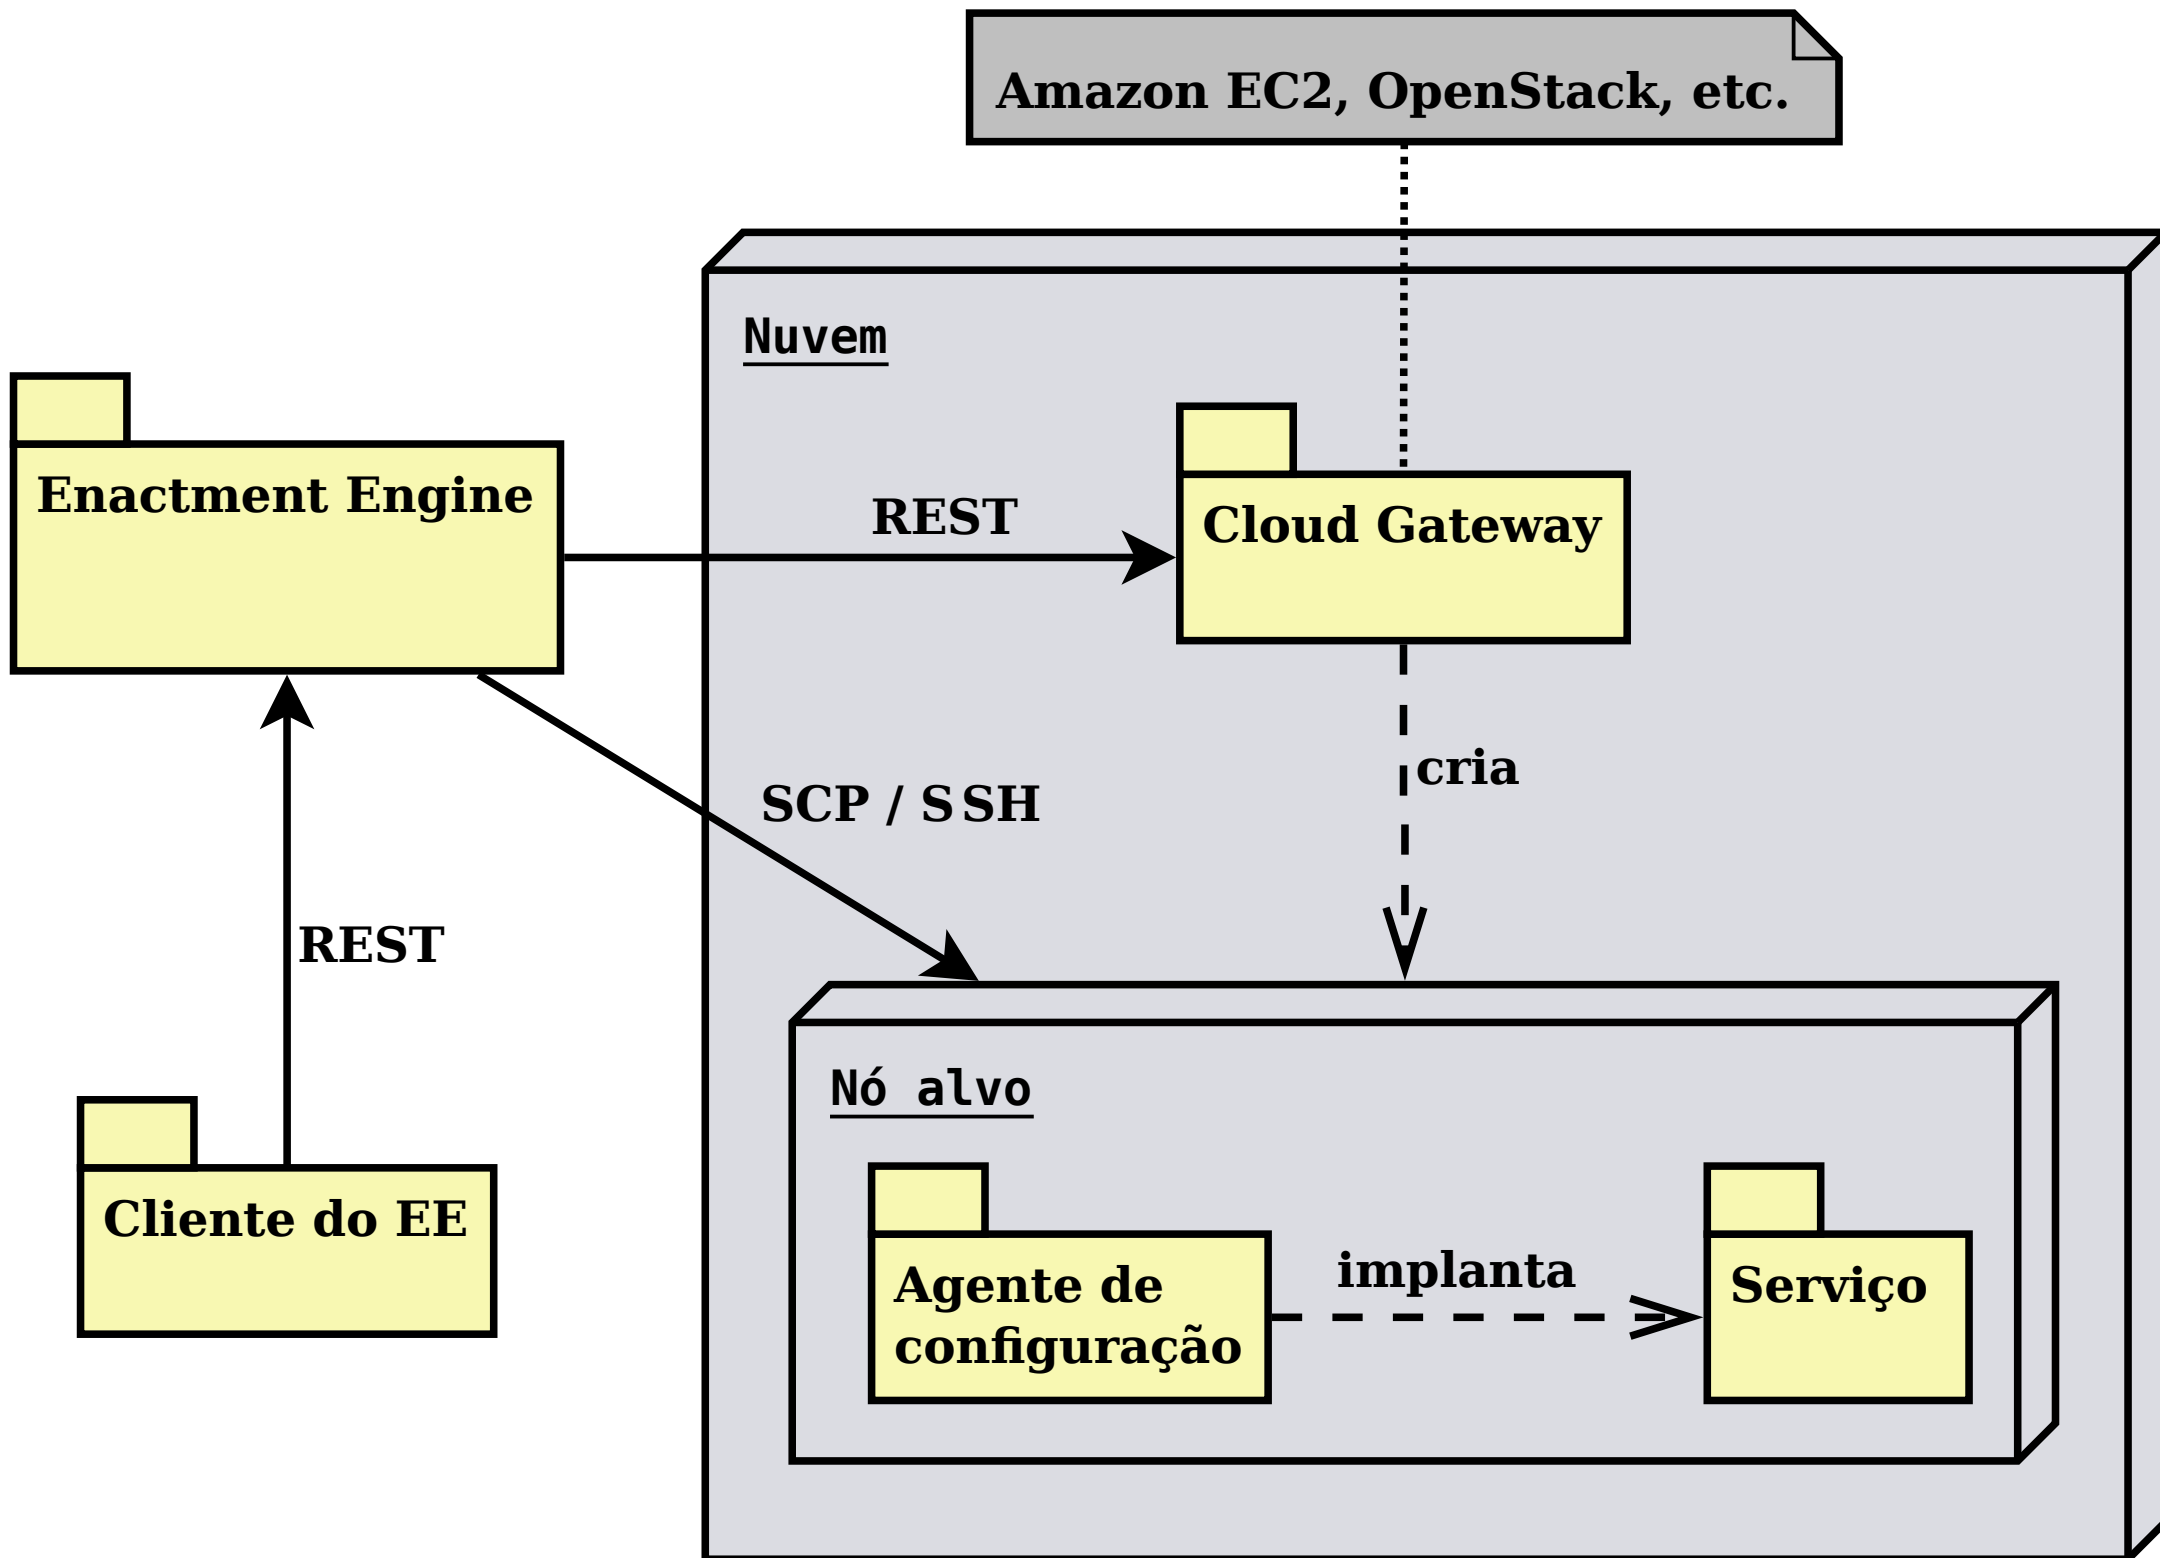 Amazon EC2, OpenStack, etc.
Nuvem
Enactment Engine
REST
Cloud Gateway
cria
SCP / SSH
REST
Nó alvo
Cliente do EE
Agente de
configuração
implanta
Serviço